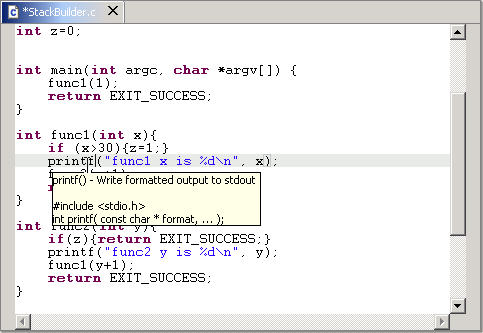 *StackBuilder.c
int z=0;
int main(int argc, char *argv[]) {
func1(1);
return EXIT_SUCCESS;
}
int func1(int x){
if (x>30){z=1;}
printf("func1 x is %d\n", x);
printf() - Write formatted output to stdout
#include <stdio.h>
int printf( const char * format, ... );
}
int func2(int y){
if(z){return EXIT_SUCCESS;}
printf("func2 y is %d\n", y);
func1(y+1);
return EXIT_SUCCESS;
}